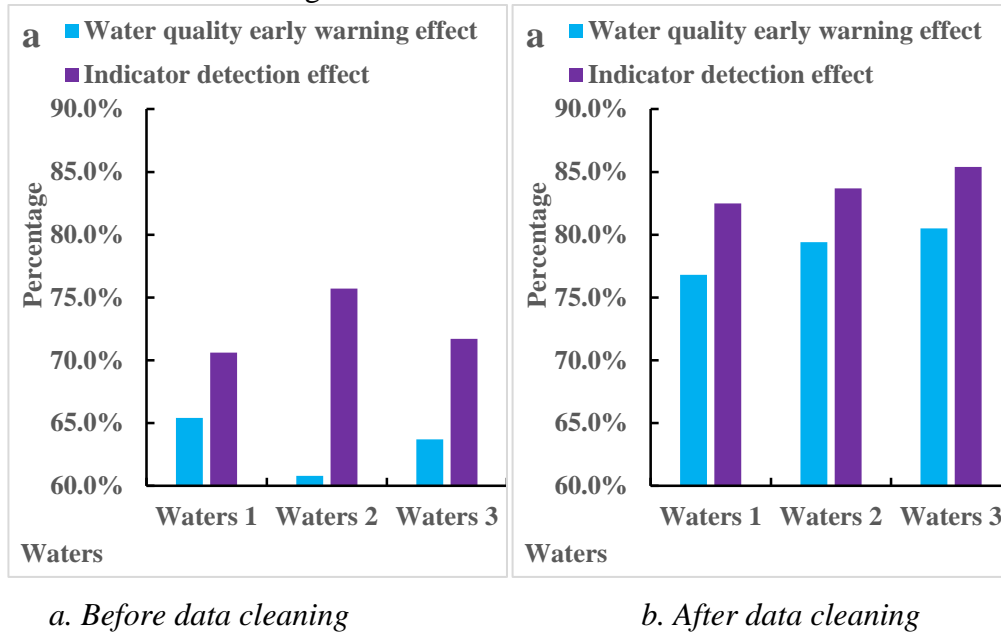 a
Water quality early warning effect
Indicator detection effect
90.0%
85.0%
80.0%
75.0%
70.0%
65.0%
60.0%
Percentage
Waters 1 Waters 2 Waters 3
Waters
a
Water quality early warning effect
Indicator detection effect
90.0%
85.0%
80.0%
75.0%
70.0%
65.0%
60.0%
Percentage
Waters 1 Waters 2 Waters 3
Waters
a. Before data cleaning
b. After data cleaning